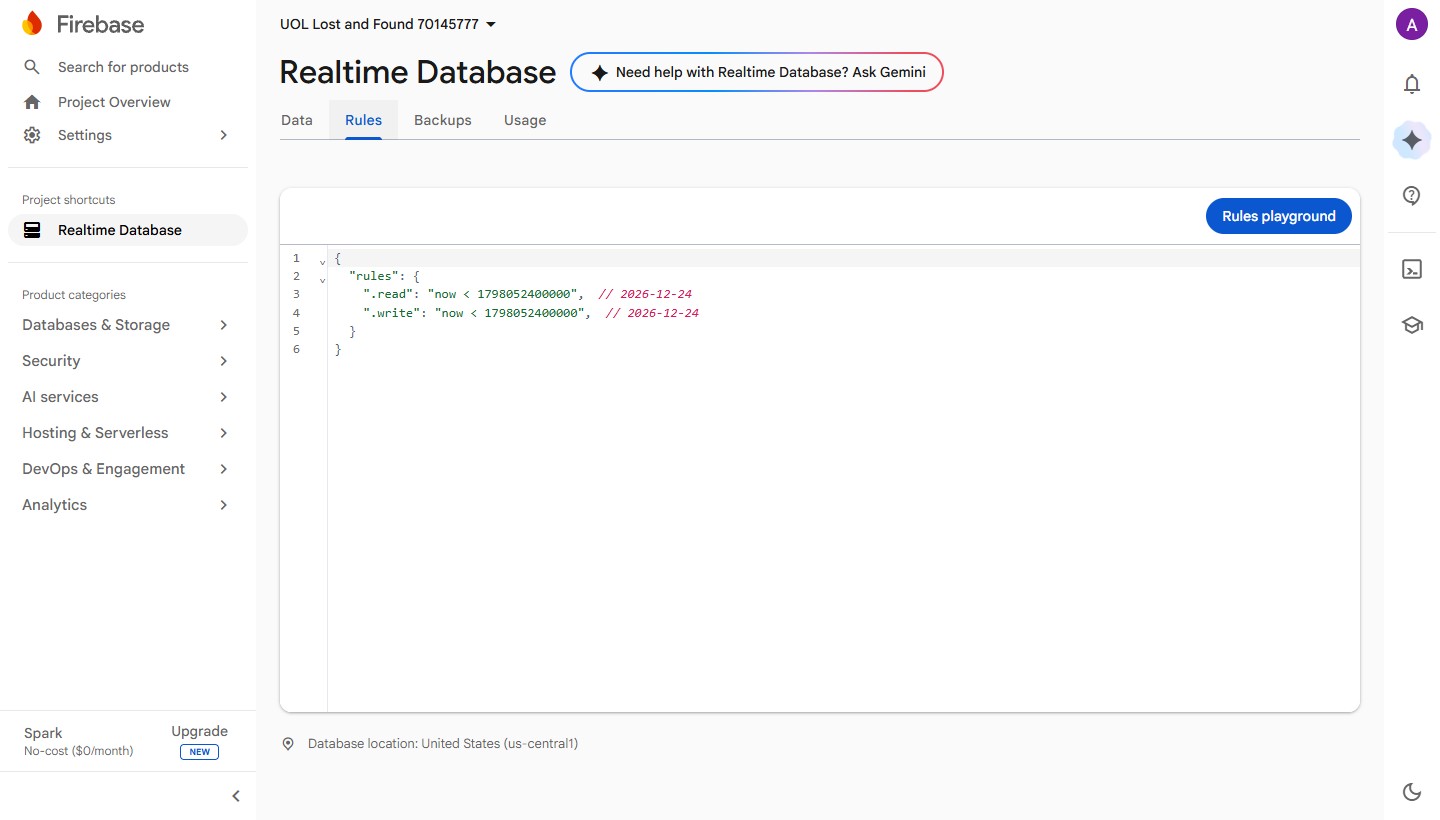 Firebase
Search for products
Project Overview
Settings
Project shortcuts
Realtime Database
Product categories
Databases & Storage
Security
AI services
Hosting & Serverless
DevOps & Engagement
Analytics
Spark
No-cost ($0/month)
Upgrade
NEW
UOL Lost and Found 70145777
Realtime Database
Need help with Realtime Database? Ask Gemini
Data
Rules
Backups
Usage
Rules playground
1 {
2 "rules": {
3 ".read": "now < 1798052400000", // 2026-12-24
4 ".write": "now < 1798052400000", // 2026-12-24
5 }
6 }
Database location: United States (us-central1)
A